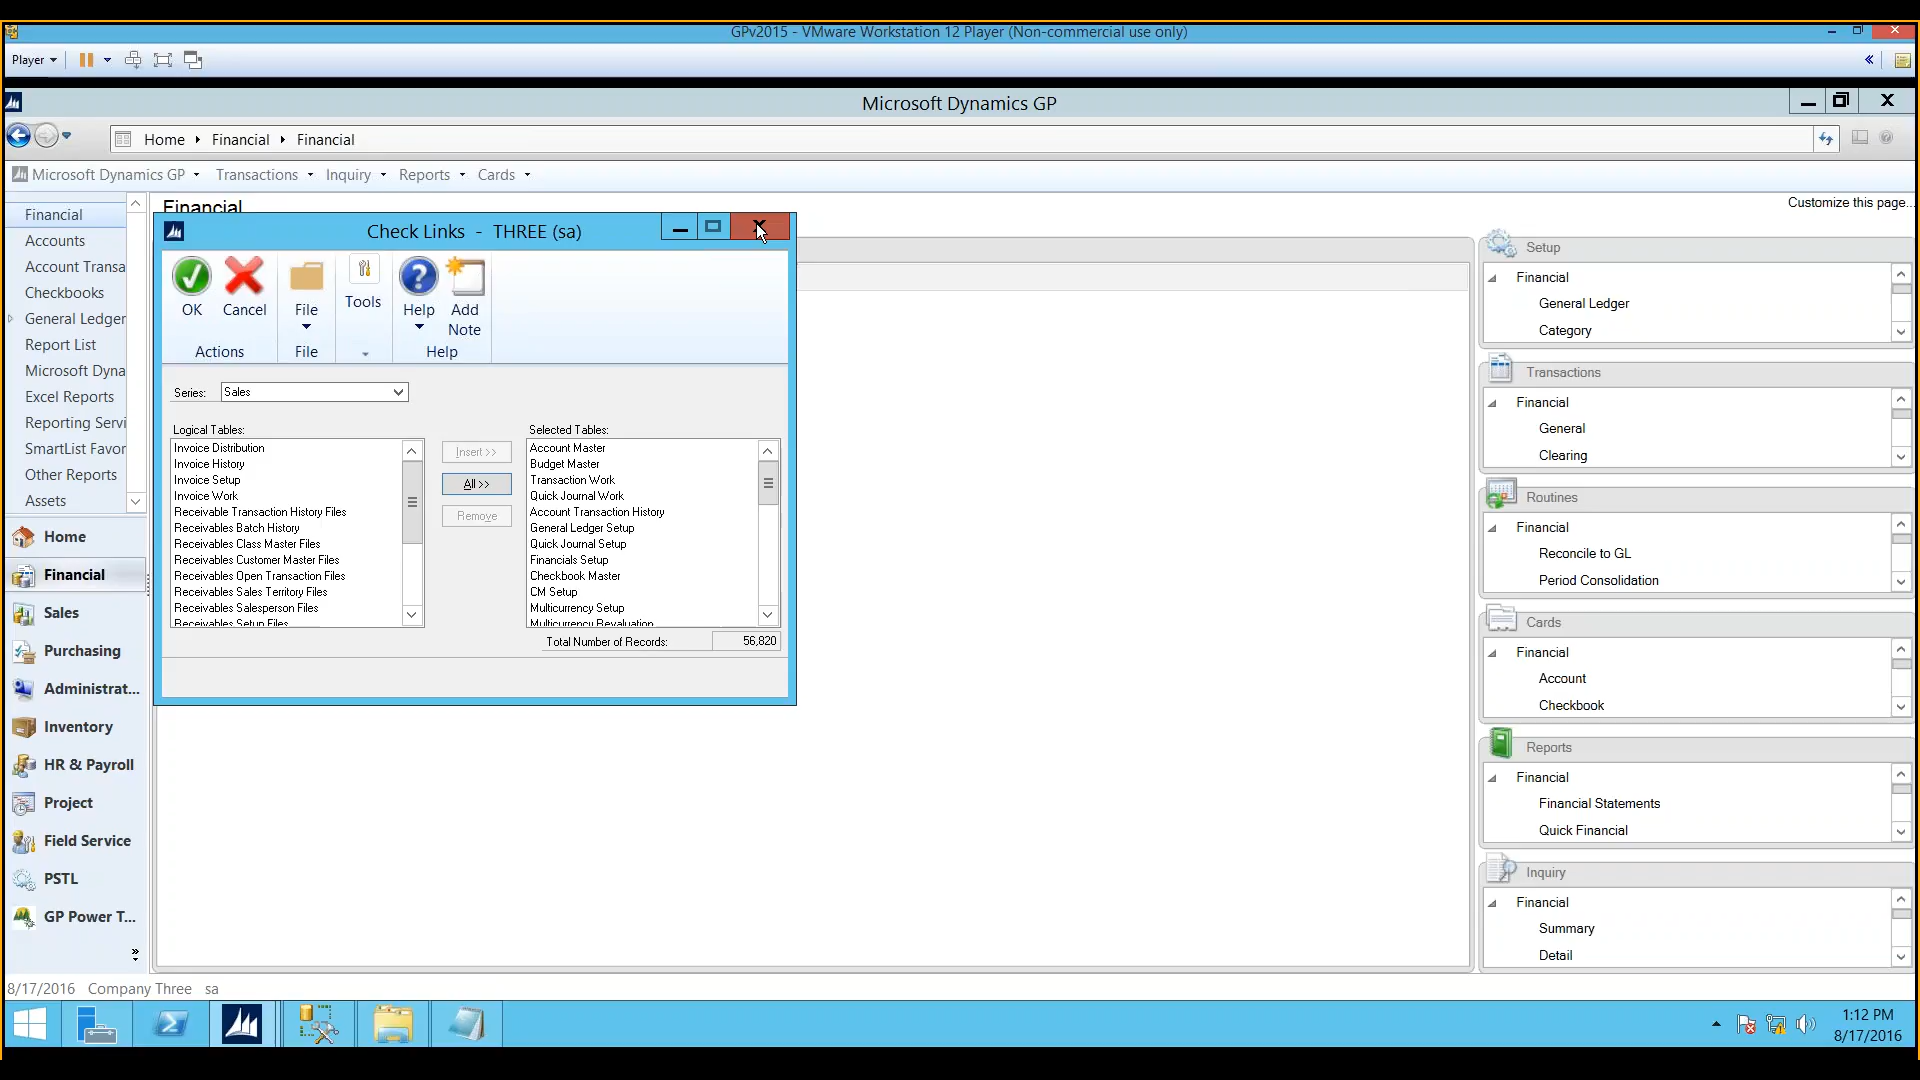 GPv2015 - VMware Workstation 12 Player (Non-commercial use only)
Player
Microsoft Dynamics GP
Home Financial Financial
Microsoft Dynamics GP Transactions Inquiry Reports Cards
Financial
Accounts
Account Transa
Checkbooks
General Ledger
Report List
Microsoft Dyna
Excel Reports
Reporting Servi
SmartList Favor
Other Reports
Assets
Home
Financial
Sales
Purchasing
Administrat...
Inventory
HR & Payroll
Project
Field Service
PSTL
GP Power T...
Financial
Customize this page...
Check Links - THREE (sa)
OK
Cancel
File
Tools
Help
Add
Note
Actions
File
Help
Series: Sales
Logical Tables:
Invoice Distribution
Invoice History
Invoice Setup
Invoice Work
Receivable Transaction History Files
Receivables Batch History
Receivables Class Master Files
Receivables Customer Master Files
Receivables Open Transaction Files
Receivables Sales Territory Files
Receivables Salesperson Files
Receivables Setup Files
Insert >>
All >>
Remove
Selected Tables:
Account Master
Budget Master
Transaction Work
Quick Journal Work
Account Transaction History
General Ledger Setup
Quick Journal Setup
Financials Setup
Checkbook Master
CM Setup
Multicurrency Setup
Multicurrency Revaluation
Total Number of Records: 56,820
Setup
Financial
General Ledger
Category
Transactions
Financial
General
Clearing
Routines
Financial
Reconcile to GL
Period Consolidation
Cards
Financial
Account
Checkbook
Reports
Financial
Financial Statements
Quick Financial
Inquiry
Financial
Summary
Detail
8/17/2016 Company Three sa
1:12 PM
8/17/2016